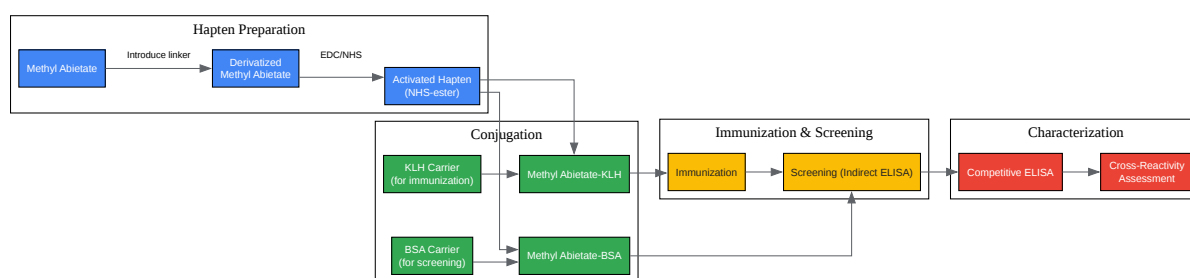 Hapten Preparation
Methyl Abietate
Introduce linker
Derivatized
Methyl Abietate
EDC/NHS
Activated Hapten
(NHS-ester)
Conjugation
KLH Carrier
(for immunization)
Methyl Abietate-KLH
BSA Carrier
(for screening)
Methyl Abietate-BSA
Immunization & Screening
Immunization
Screening (Indirect ELISA)
Characterization
Competitive ELISA
Cross-Reactivity
Assessment